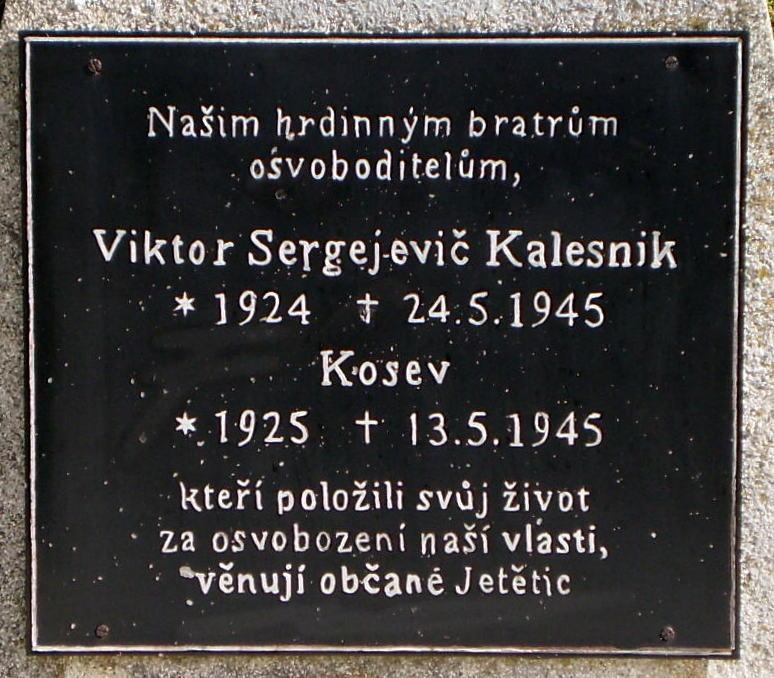 Našim hrdinným bratrům
osvoboditelům,
Viktor Sergejevič Kalesnik
* 1924 † 24.5.1945
Kosev
* 1925 † 13.5.1945
kteří položili svůj život
za osvobození naší vlasti,
věnují občané Jetětic